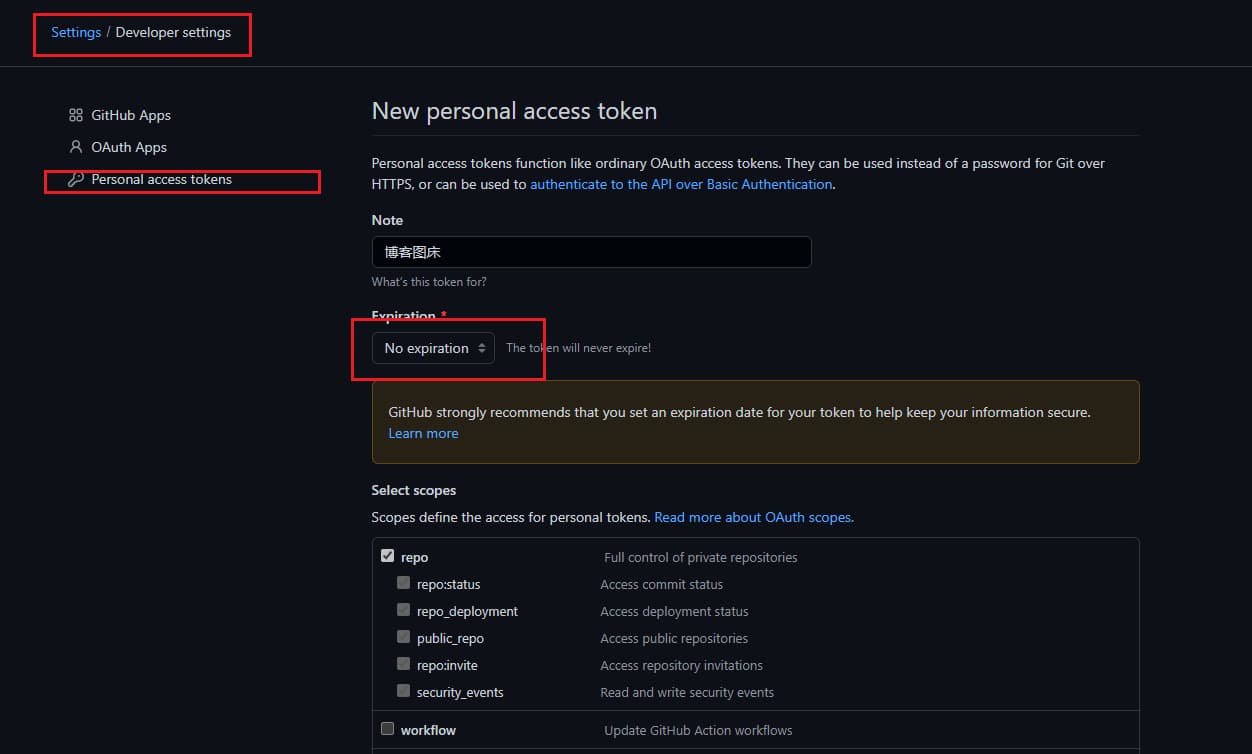 Settings / Developer settings
GitHub Apps
OAuth Apps
Personal access tokens
New personal access token
Personal access tokens function like ordinary OAuth access tokens. They can be used instead of a password for Git over
HTTPS, or can be used to authenticate to the API over Basic Authentication.
Note
博客图床
What's this token for?
Expiration *
No expiration The token will never expire!
GitHub strongly recommends that you set an expiration date for your token to help keep your information secure.
Learn more
Select scopes
Scopes define the access for personal tokens. Read more about OAuth scopes.
repo Full control of private repositories
repo:status Access commit status
repo_deployment Access deployment status
public_repo Access public repositories
repo:invite Access repository invitations
security_events Read and write security events
workflow Update GitHub Action workflows